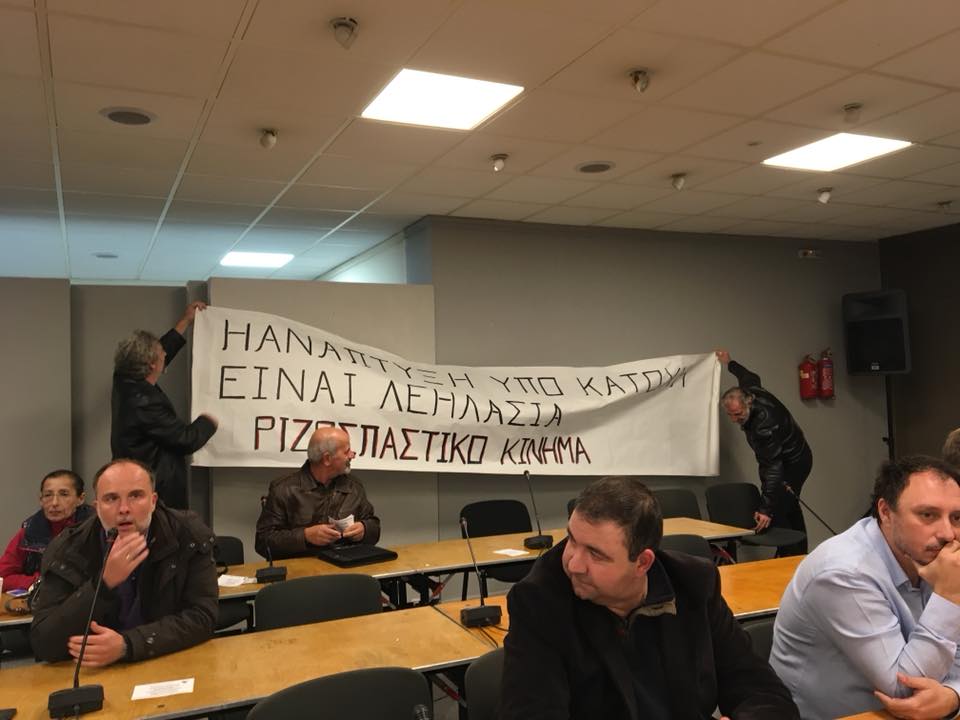 Η ΑΝΑΠΤΥΞΗ ΥΠΟ ΚΑΤΟΧΗ
ΕΙΝΑΙ ΛΕΗΛΑΣΙΑ
ΡΙΖΟΣΠΑΣΤΙΚΟ ΚΙΝΗΜΑ